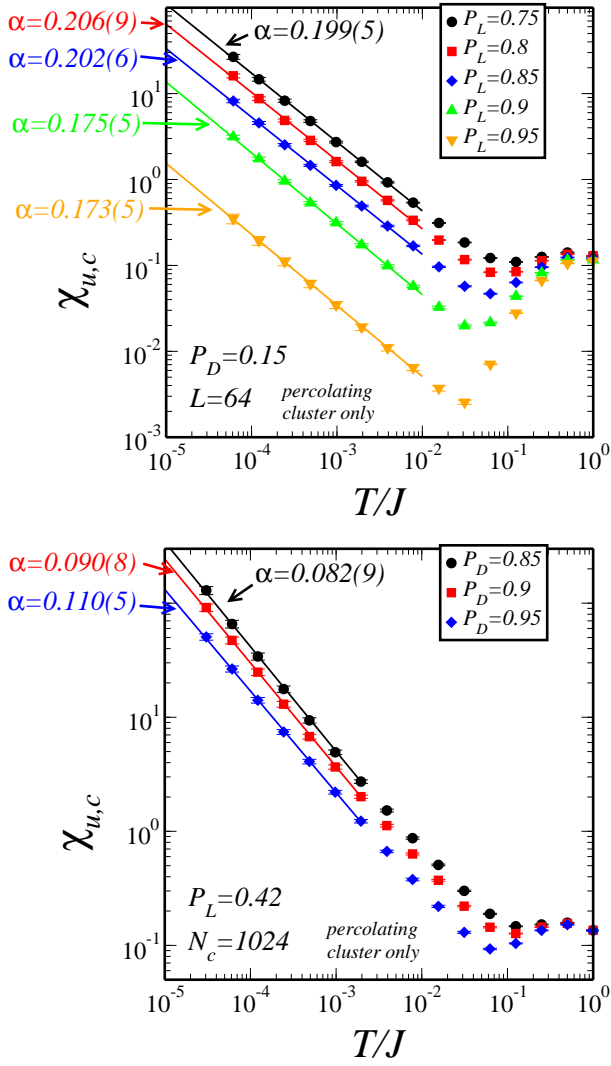 α=0.206(9)
α=0.199(5)
α=0.202(6)
α=0.175(5)
α=0.173(5)
P_L=0.75
P_L=0.8
P_L=0.85
P_L=0.9
P_L=0.95
10^1
10^0
10^-1
10^-2
10^-3
χ_{u,c}
P_D=0.15
L=64
percolating
cluster only
10^-5 10^-4 10^-3 10^-2 10^-1 10^0
T/J
α=0.090(8)
α=0.082(9)
α=0.110(5)
P_D=0.85
P_D=0.9
P_D=0.95
10^1
10^0
10^-1
χ_{u,c}
P_L=0.42
N_c=1024
percolating
cluster only
10^-5 10^-4 10^-3 10^-2 10^-1 10^0
T/J